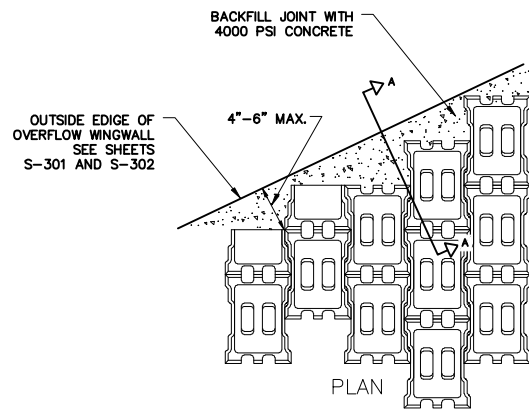 BACKFILL JOINT WITH
4000 PSI CONCRETE
A
OUTSIDE EDGE OF
OVERFLOW WINGWALL
SEE SHEETS
S-301 AND S-302
4"-6" MAX.
A
PLAN